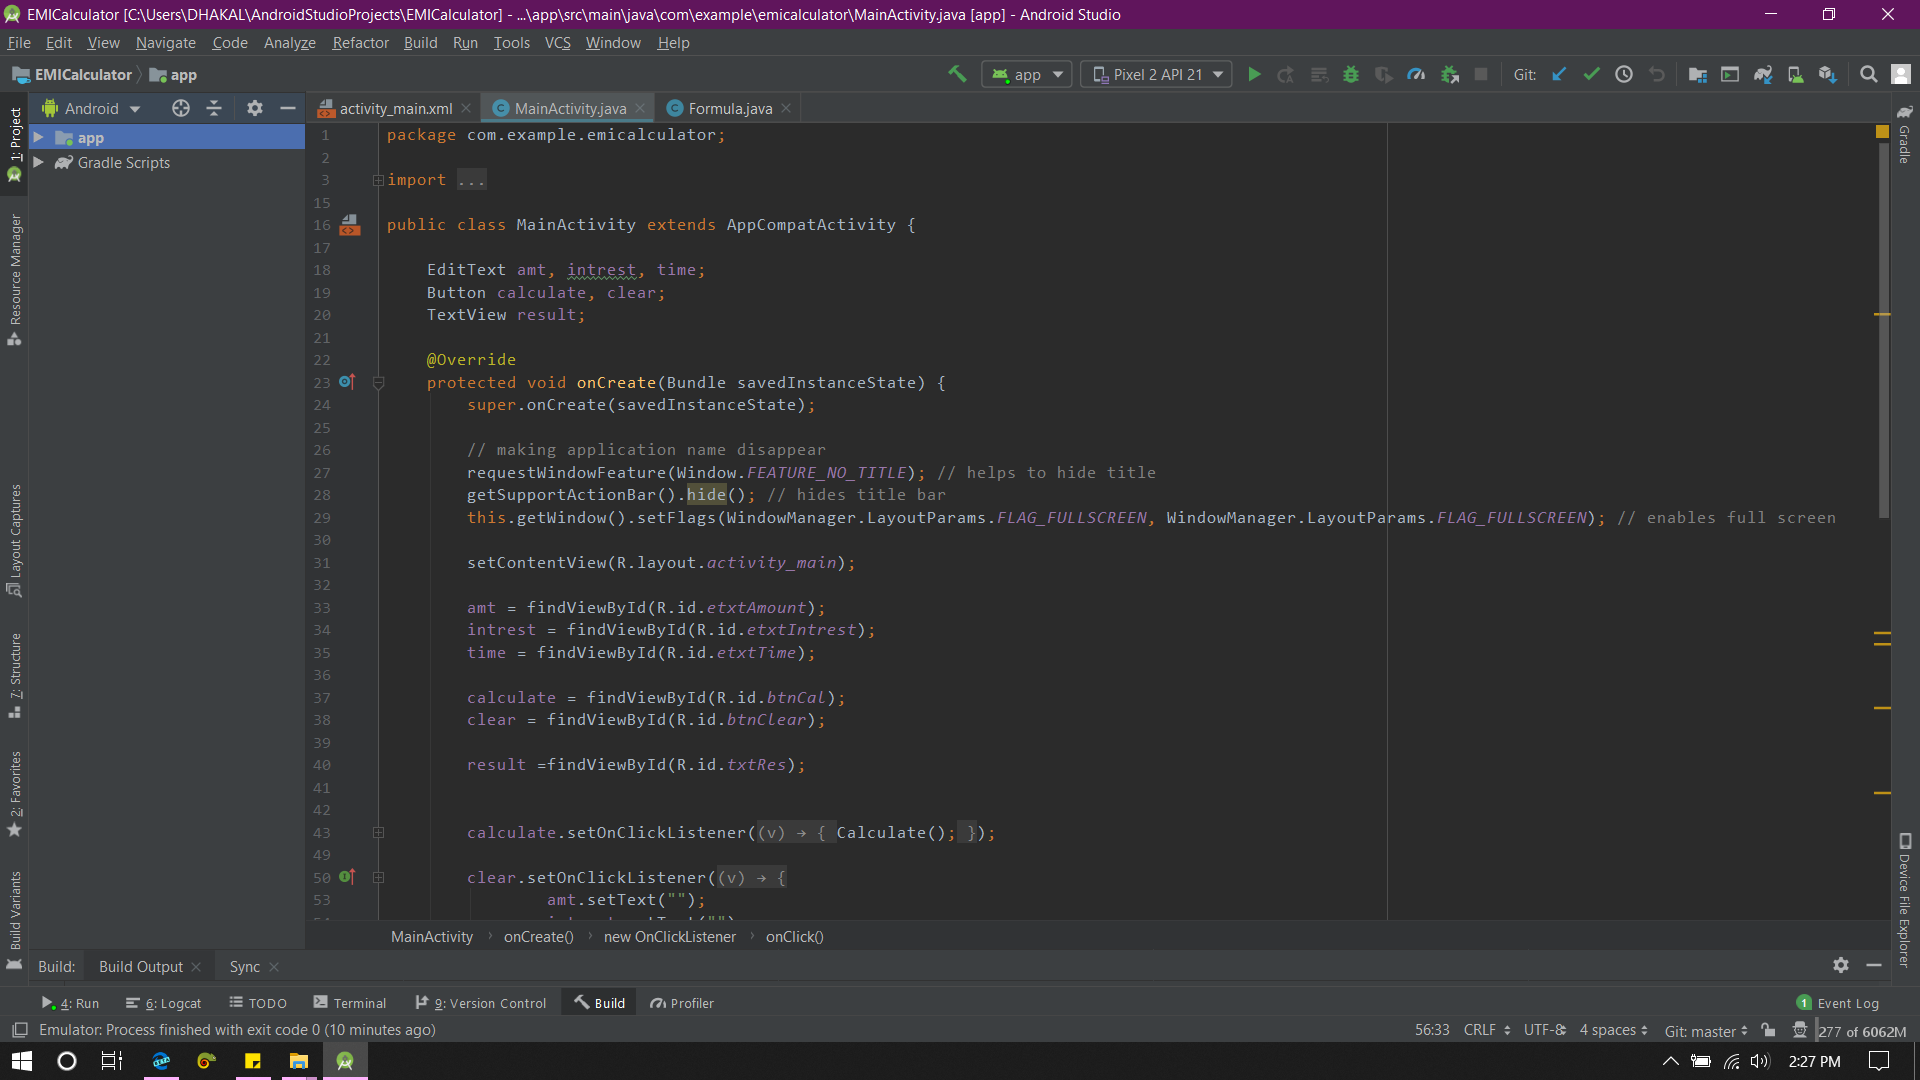 EMICalculator [C:\Users\DHAKAL\AndroidStudioProjects\EMICalculator] - ...\app\src\main\java\com\example\emicalculator\MainActivity.java [app] - Android Studio
File Edit View Navigate Code Analyze Refactor Build Run Tools VCS Window Help
EMICalculator app
app Pixel 2 API 21 Git:
Android
activity_main.xml MainActivity.java Formula.java
1: Project
Resource Manager
Layout Captures
7: Structure
2: Favorites
Build Variants
app
Gradle Scripts
1 package com.example.emicalculator;
2
3 import ...
15
16 public class MainActivity extends AppCompatActivity {
17
18 EditText amt, intrest, time;
19 Button calculate, clear;
20 TextView result;
21
22 @Override
23 protected void onCreate(Bundle savedInstanceState) {
24 super.onCreate(savedInstanceState);
25
26 // making application name disappear
27 requestWindowFeature(Window.FEATURE_NO_TITLE); // helps to hide title
28 getSupportActionBar().hide(); // hides title bar
29 this.getWindow().setFlags(WindowManager.LayoutParams.FLAG_FULLSCREEN, WindowManager.LayoutParams.FLAG_FULLSCREEN); // enables full screen
30
31 setContentView(R.layout.activity_main);
32
33 amt = findViewById(R.id.etxtAmount);
34 intrest = findViewById(R.id.etxtIntrest);
35 time = findViewById(R.id.etxtTime);
36
37 calculate = findViewById(R.id.btnCal);
38 clear = findViewById(R.id.btnClear);
39
40 result =findViewById(R.id.txtRes);
41
42
43 calculate.setOnClickListener((v) → { Calculate(); });
49
50 clear.setOnClickListener((v) → {
53 amt.setText("");
Gradle
Device File Explorer
MainActivity › onCreate() › new OnClickListener › onClick()
Build: Build Output Sync
4: Run 6: Logcat TODO Terminal 9: Version Control Build Profiler 1 Event Log
Emulator: Process finished with exit code 0 (10 minutes ago) 56:33 CRLF UTF-8 4 spaces Git: master 277 of 6062M
BETA 2:27 PM